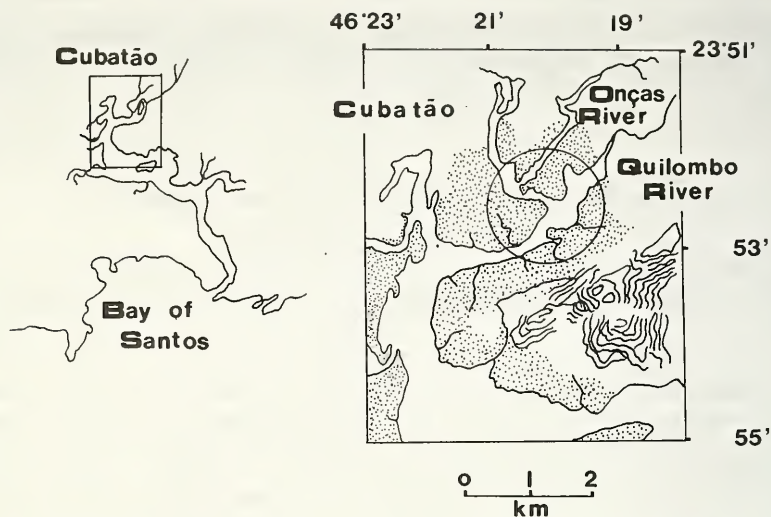 Cubatão
Bay of
Santos
46°23' 21' 19'
23°51'
Cubatão
Onças
River
Quilombo
River
53'
55'
0 1 2
km